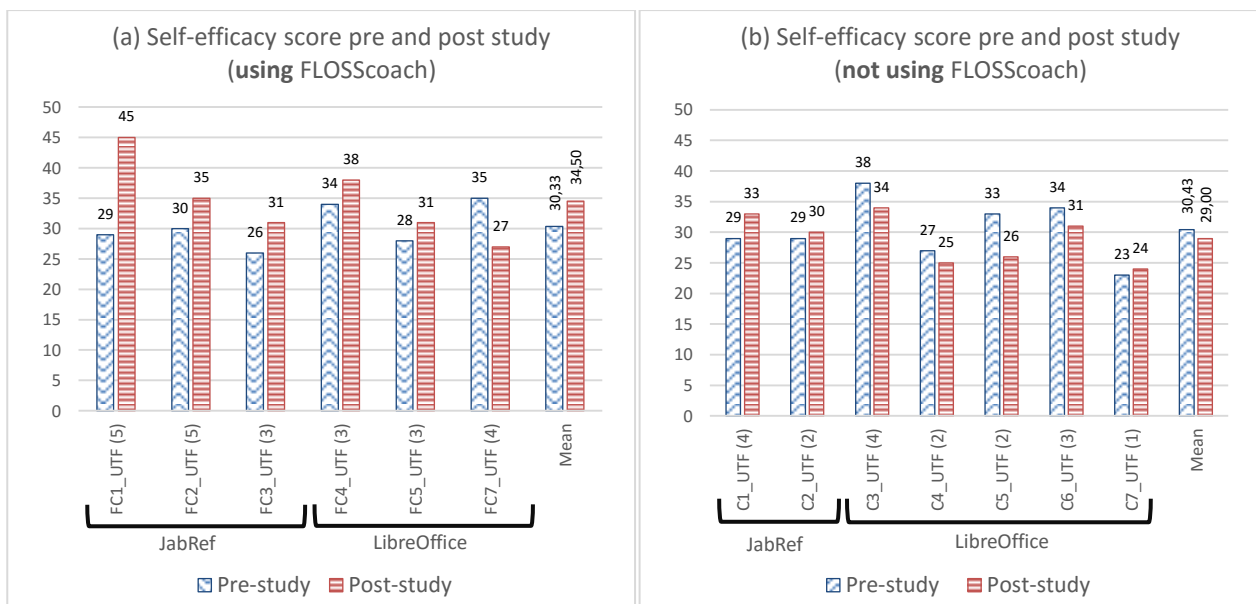 (a) Self-efficacy score pre and post study
(using FLOSScoach)
50
45
40
35
30
25
20
15
10
5
0
29
45
30
35
26
31
34
38
28
31
35
27
30,33
34,50
FC1_UTF (5)
FC2_UTF (5)
FC3_UTF (3)
FC4_UTF (3)
FC5_UTF (3)
FC7_UTF (4)
Mean
JabRef
LibreOffice
Pre-study
Post-study
(b) Self-efficacy score pre and post study
(not using FLOSScoach)
50
45
40
35
30
25
20
15
10
5
0
29
33
29
30
38
34
27
25
33
26
34
31
23
24
30,43
29,00
C1_UTF (4)
C2_UTF (2)
C3_UTF (4)
C4_UTF (2)
C5_UTF (2)
C6_UTF (3)
C7_UTF (1)
Mean
JabRef
LibreOffice
Pre-study
Post-study